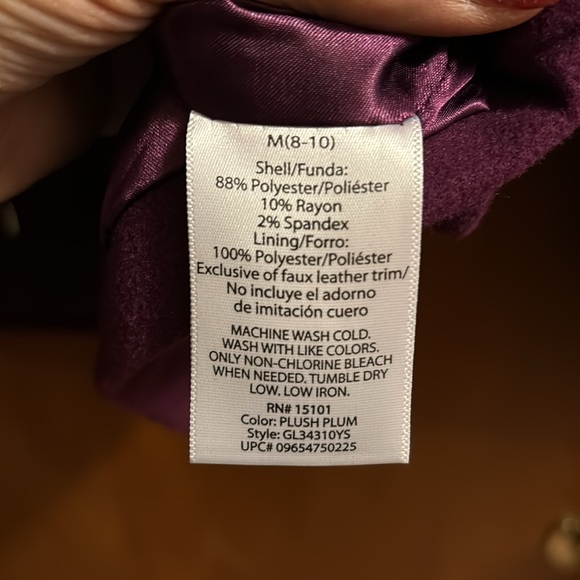 M(8-10)
Shell/Funda:
88% Polyester/Poliéster
10% Rayon
2% Spandex
Lining/Forro:
100% Polyester/Poliéster
Exclusive of faux leather trim/
No incluye el adorno
de imitación cuero
MACHINE WASH COLD.
WASH WITH LIKE COLORS.
ONLY NON-CHLORINE BLEACH
WHEN NEEDED. TUMBLE DRY
LOW. LOW IRON.
RN# 15101
Color: PLUSH PLUM
Style: GL34310YS
UPC# 09654750225